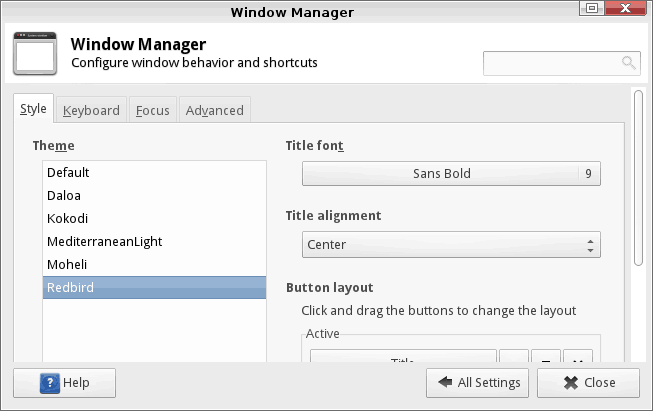 Window Manager
Window Manager
Configure window behavior and shortcuts
Style Keyboard Focus Advanced
Theme
Default
Daloa
Kokodi
MediterraneanLight
Moheli
Redbird
Title font
Sans Bold 9
Title alignment
Center
Button layout
Click and drag the buttons to change the layout
Active
Title
Help
All Settings
Close